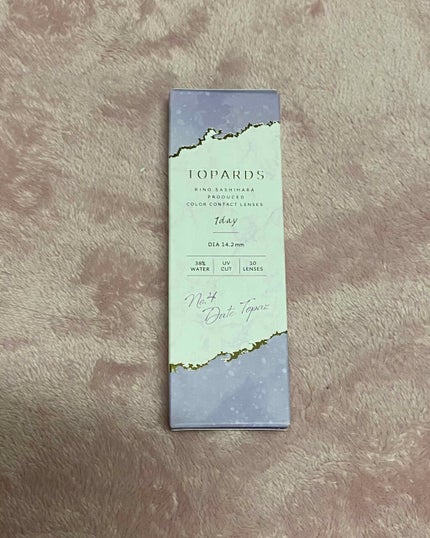 TOPARDS
RINO SASHIHARA
PRODUCED
COLOR CONTACT LENSES
1day
DIA 14.2mm
38%
WATER
UV
CUT
10
LENSES
No.4
Date Topaz